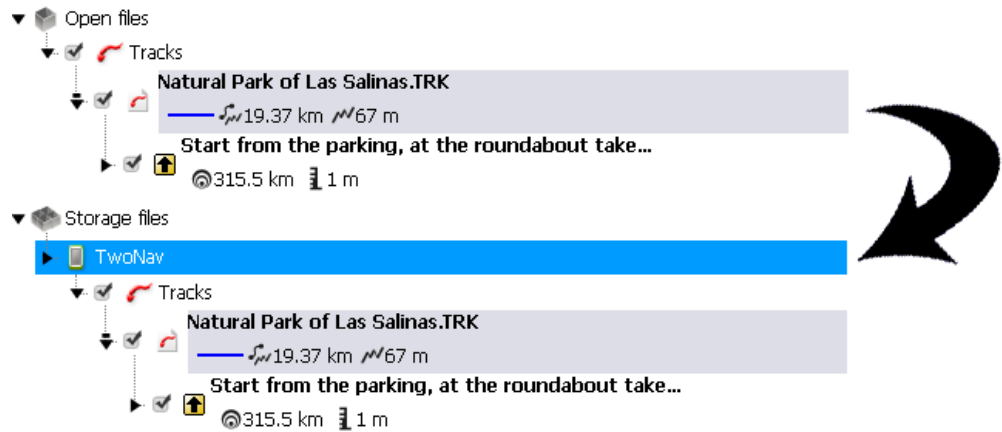 Open files
Tracks
Natural Park of Las Salinas.TRK
19.37 km 67 m
Start from the parking, at the roundabout take...
315.5 km 1 m
Storage files
TwoNav
Tracks
Natural Park of Las Salinas.TRK
19.37 km 67 m
Start from the parking, at the roundabout take...
315.5 km 1 m